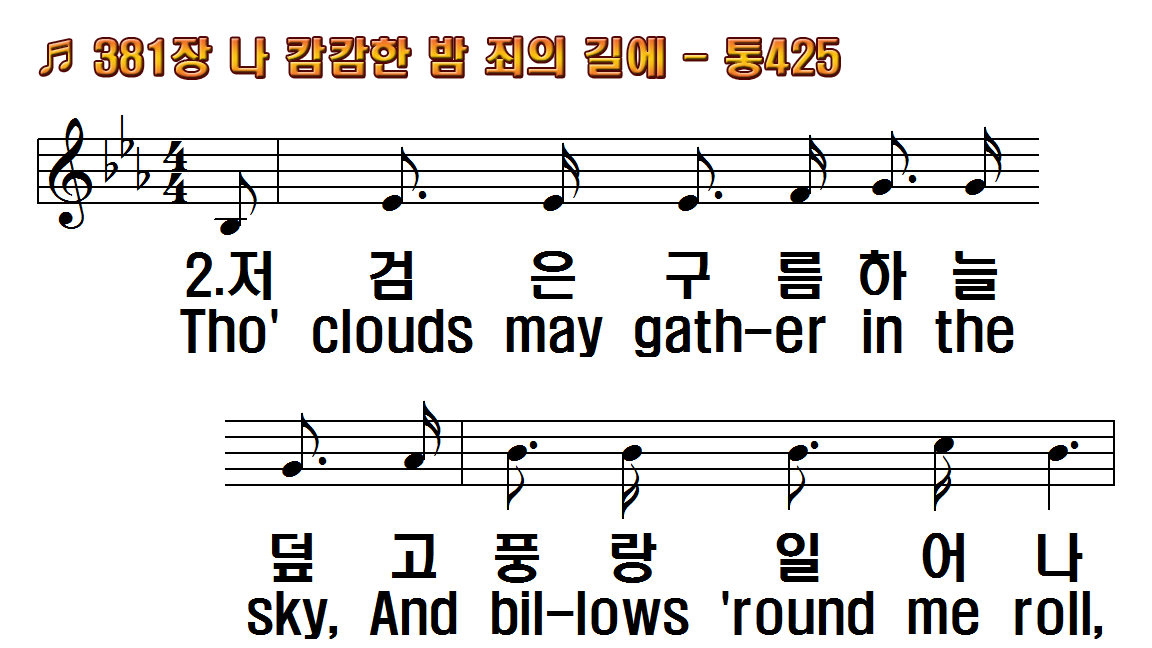 ♬ 381장 나 캄캄한 밤 죄의 길에 - 통425
4
4
2.저 검 은 구 름 하 늘
Tho' clouds may gath-er in the
덮 고 풍 랑 일 어 나
sky, And bil-lows 'round me roll,